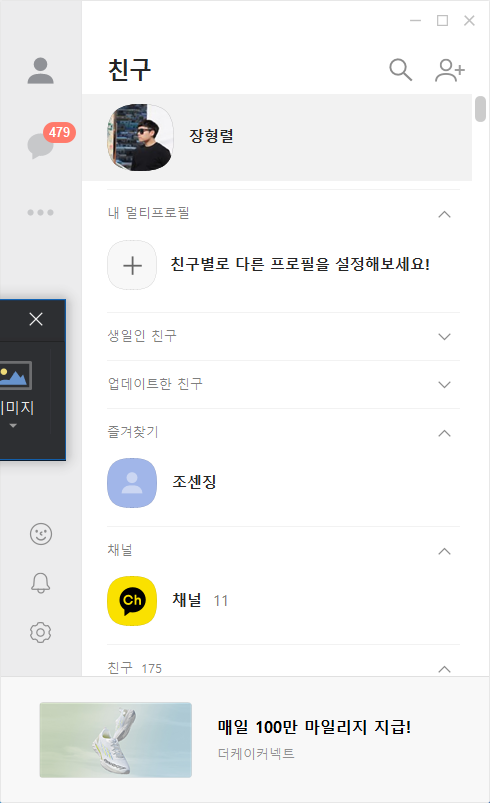 친구
479
장형렬
내 멀티프로필
친구별로 다른 프로필을 설정해보세요!
생일인 친구
업데이트한 친구
이미지
즐겨찾기
조센징
채널
Ch
채널 11
친구 175
매일 100만 마일리지 지급!
더케이커넥트